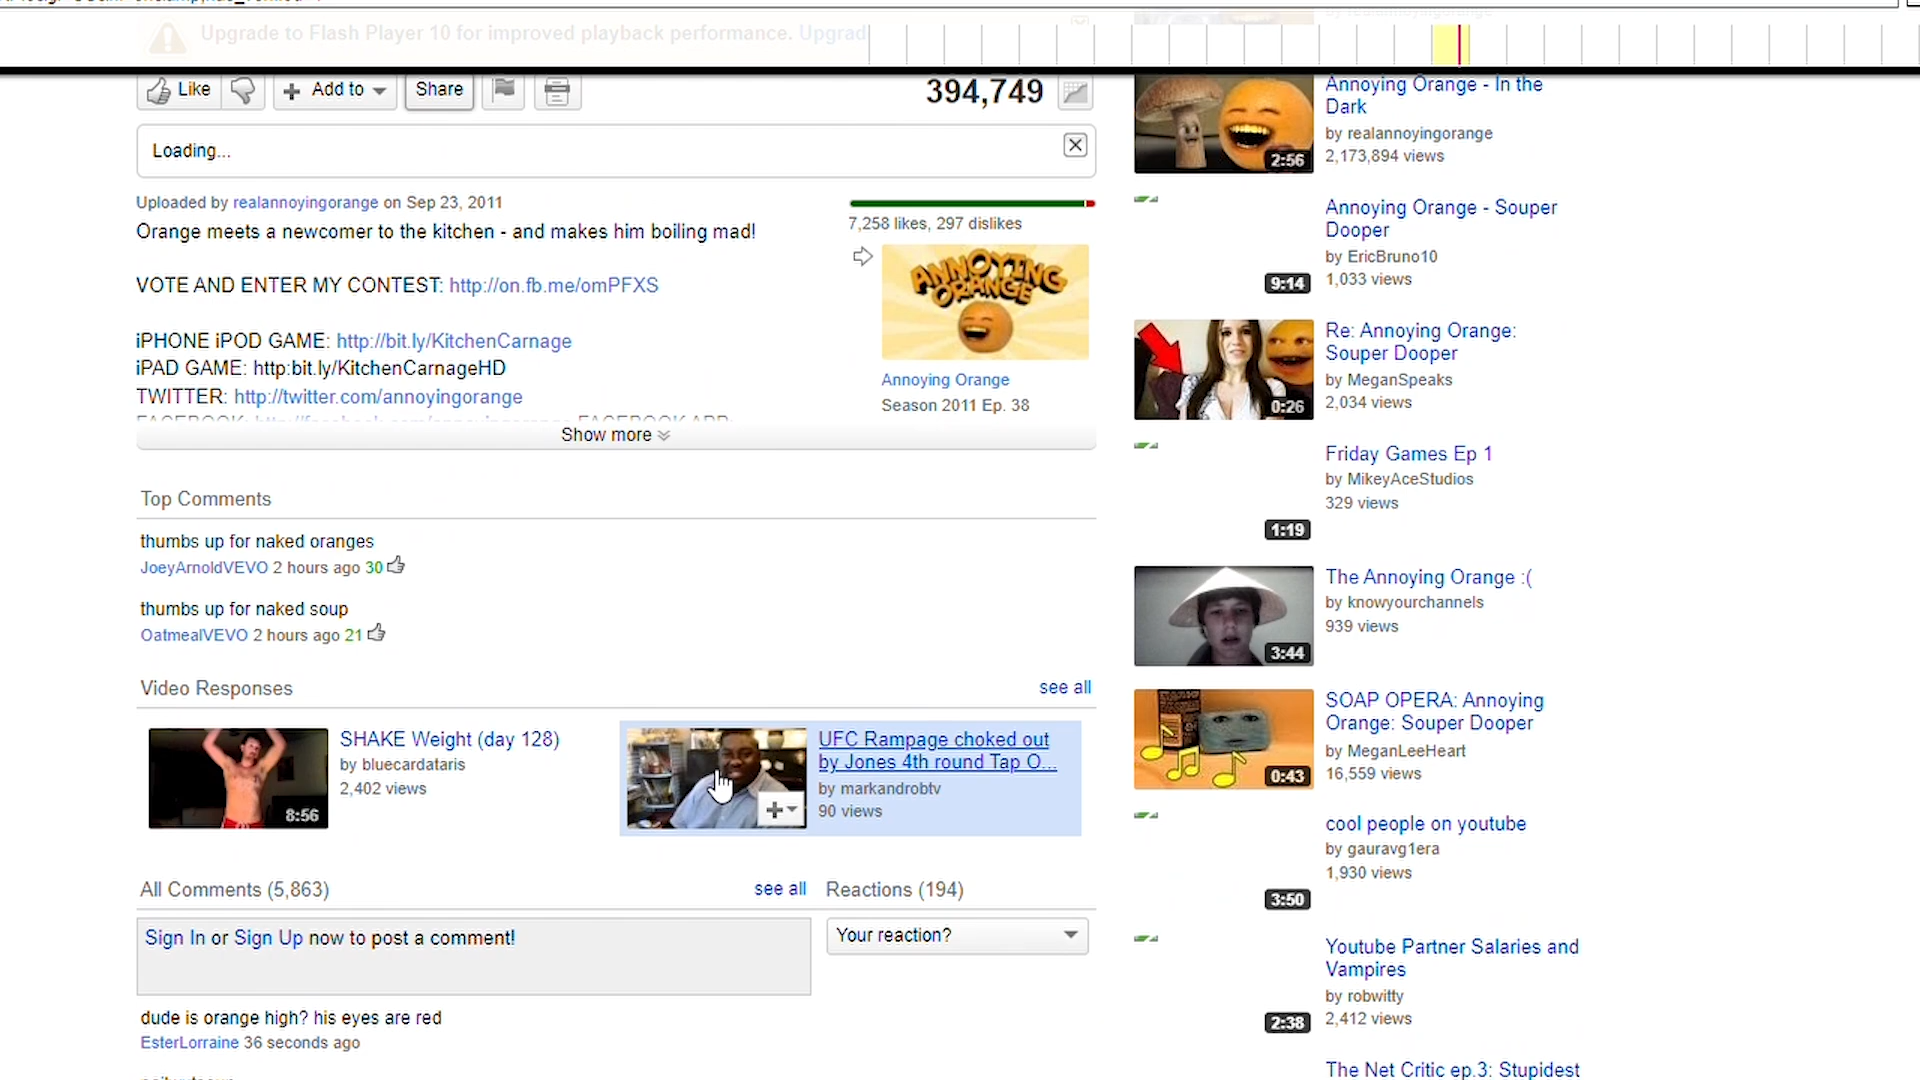 Upgrade to Flash Player 10 for improved playback performance. Upgrad
Like
Add to
Share
394,749
Loading...
Uploaded by realannoyingorange on Sep 23, 2011
Orange meets a newcomer to the kitchen - and makes him boiling mad!
VOTE AND ENTER MY CONTEST: http://on.fb.me/omPFXS
iPHONE iPOD GAME: http://bit.ly/KitchenCarnage
iPAD GAME: http:bit.ly/KitchenCarnageHD
TWITTER: http://twitter.com/annoyingorange
Show more
7,258 likes, 297 dislikes
ANNOYING
ORANGE
Annoying Orange
Season 2011 Ep. 38
Top Comments
thumbs up for naked oranges
JoeyArnoldVEVO 2 hours ago 30
thumbs up for naked soup
OatmealVEVO 2 hours ago 21
Video Responses
see all
8:56
SHAKE Weight (day 128)
by bluecardataris
2,402 views
UFC Rampage choked out
by Jones 4th round Tap O...
by markandrobtv
90 views
All Comments (5,863)
see all
Reactions (194)
Sign In or Sign Up now to post a comment!
Your reaction?
dude is orange high? his eyes are red
EsterLorraine 36 seconds ago
2:56
Annoying Orange - In the
Dark
by realannoyingorange
2,173,894 views
9:14
Annoying Orange - Souper
Dooper
by EricBruno10
1,033 views
0:26
Re: Annoying Orange:
Souper Dooper
by MeganSpeaks
2,034 views
1:19
Friday Games Ep 1
by MikeyAceStudios
329 views
3:44
The Annoying Orange :(
by knowyourchannels
939 views
0:43
SOAP OPERA: Annoying
Orange: Souper Dooper
by MeganLeeHeart
16,559 views
3:50
cool people on youtube
by gauravg1era
1,930 views
2:38
Youtube Partner Salaries and
Vampires
by robwitty
2,412 views
The Net Critic ep.3: Stupidest